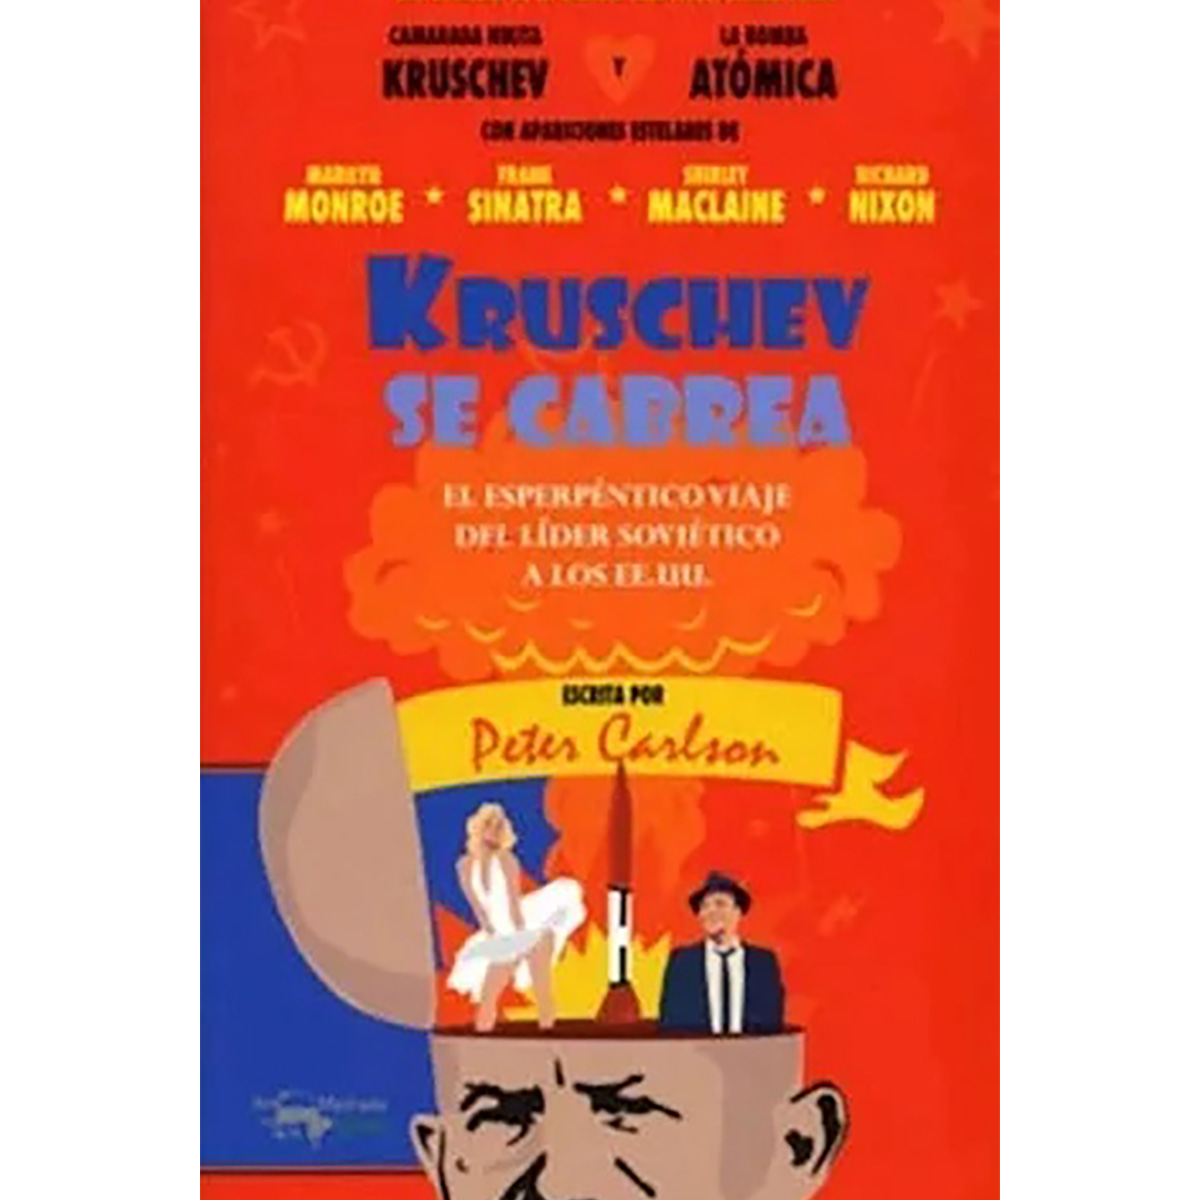 CAMARADA NIKITA
KRUSCHEV
Y
LA BOMBA
ATÓMICA
CON APARICIONES ESTELARES DE
MARILYN
MONROE
FRANK
SINATRA
SHIRLEY
MACLAINE
RICHARD
NIXON
KRUSCHEV
SE CABREA
EL ESPERPÉNTICO VIAJE
DEL LÍDER SOVIÉTICO
A LOS EE.UU.
ESCRITA POR
Peter Carlson
Machado